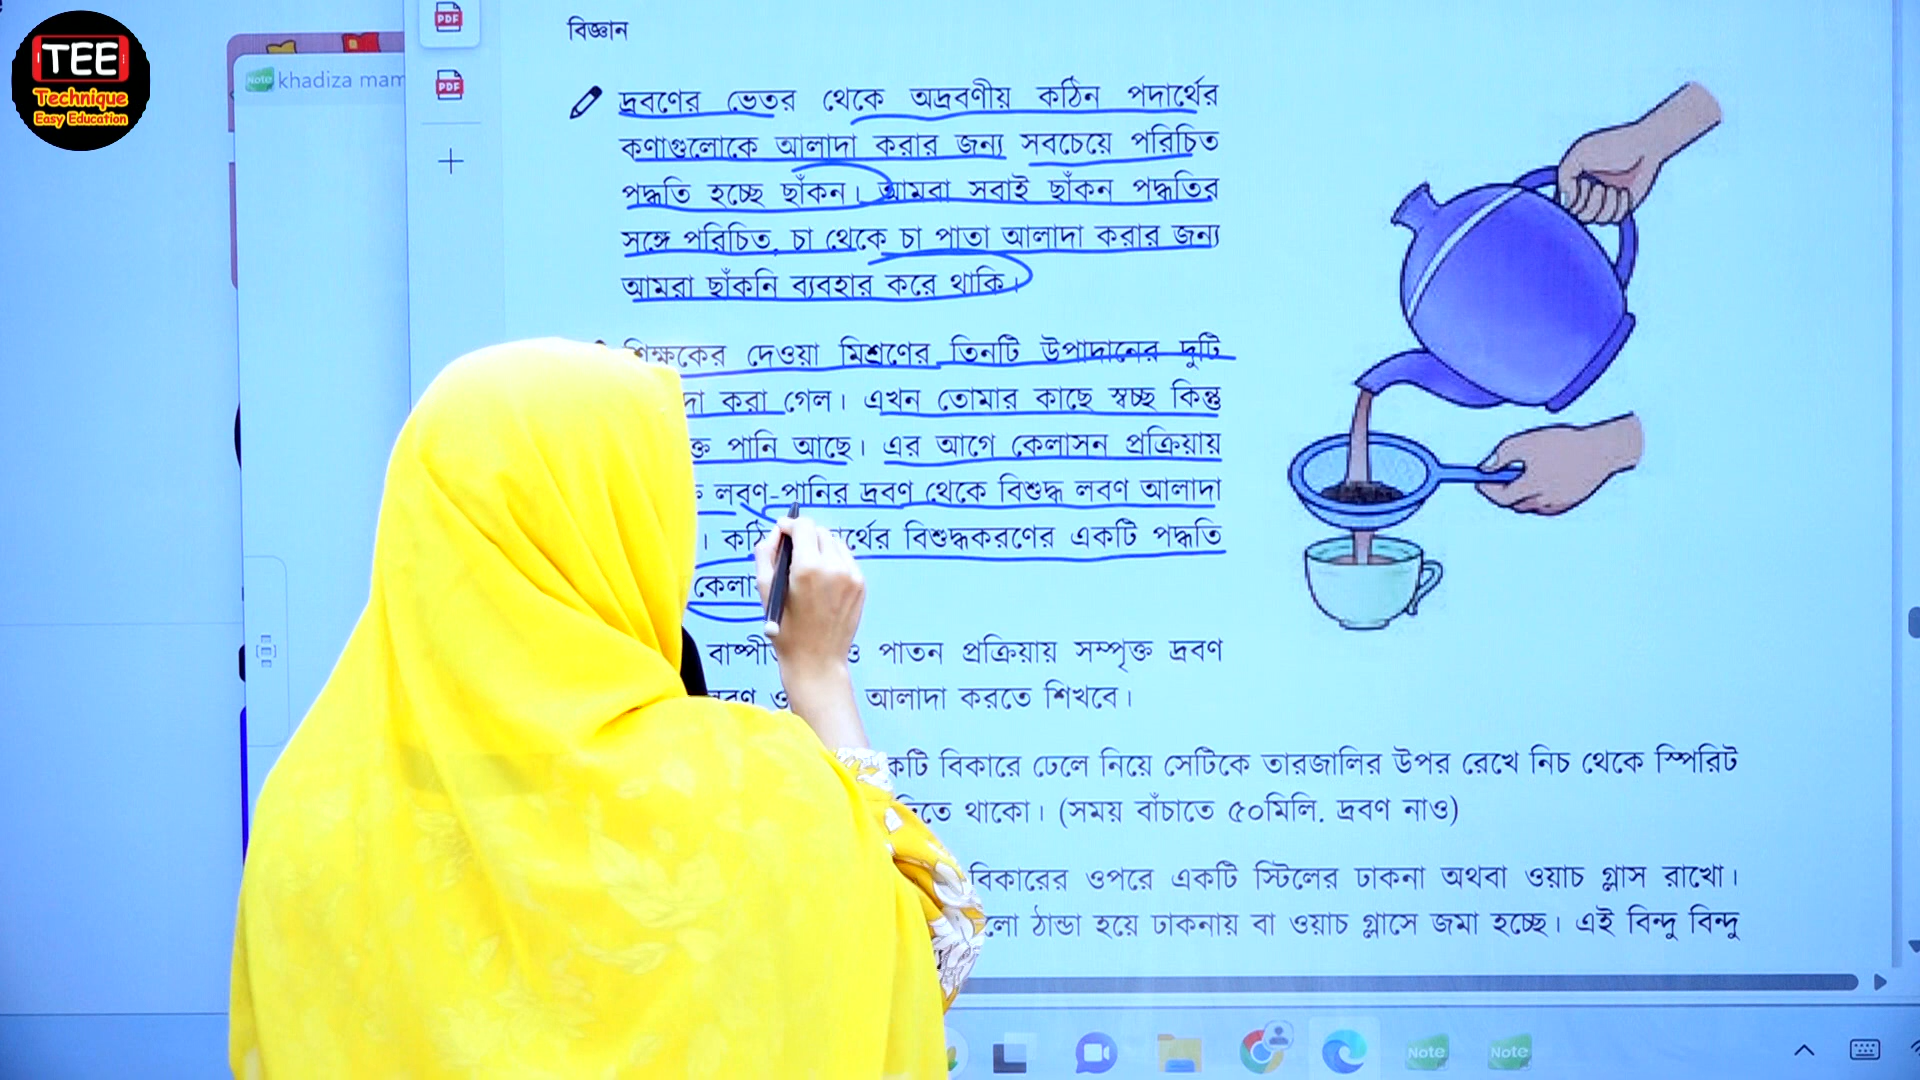 TEE
Technique
Easy Education
Note khadiza mam
PDF
PDF
বিজ্ঞান
দ্রবণের ভেতর থেকে অদ্রবণীয় কঠিন পদার্থের
কণাগুলোকে আলাদা করার জন্য সবচেয়ে পরিচিত
পদ্ধতি হচ্ছে ছাঁকন। আমরা সবাই ছাঁকন পদ্ধতির
সঙ্গে পরিচিত, চা থেকে চা পাতা আলাদা করার জন্য
আমরা ছাঁকনি ব্যবহার করে থাকি।
শিক্ষকের দেওয়া মিশ্রণের তিনটি উপাদানের দুটি
করা গেল। এখন তোমার কাছে স্বচ্ছ কিন্তু
পানি আছে। এর আগে কেলাসন প্রক্রিয়ায়
লবণ-পানির দ্রবণ থেকে বিশুদ্ধ লবণ আলাদা
। বিশুদ্ধকরণের একটি পদ্ধতি
পাতন প্রক্রিয়ায় সম্পৃক্ত দ্রবণ
আলাদা করতে শিখবে।
বিকারে ঢেলে নিয়ে সেটিকে তারজালির উপর রেখে নিচ থেকে স্পিরিট
থাকো। (সময় বাঁচাতে ৫০মিলি. দ্রবণ নাও)
বিকারের ওপরে একটি স্টিলের ঢাকনা অথবা ওয়াচ গ্লাস রাখো।
ঠান্ডা হয়ে ঢাকনায় বা ওয়াচ গ্লাসে জমা হচ্ছে। এই বিন্দু বিন্দু
Note Note